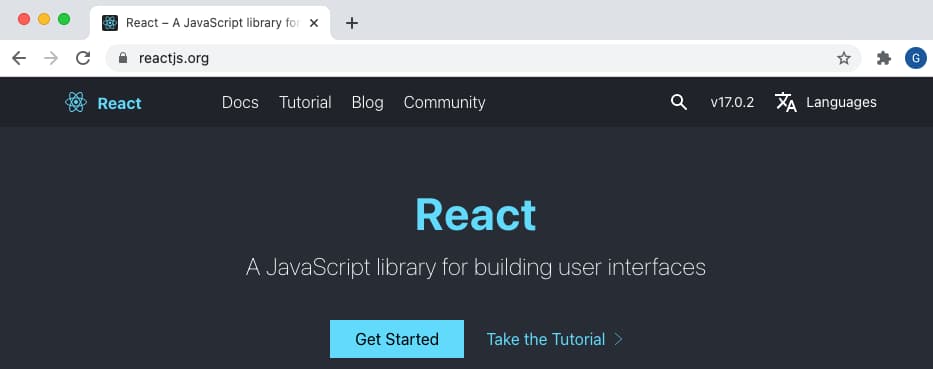 React – A JavaScript library for
reactjs.org
G
React
Docs Tutorial Blog Community
v17.0.2
Languages
React
A JavaScript library for building user interfaces
Get Started
Take the Tutorial